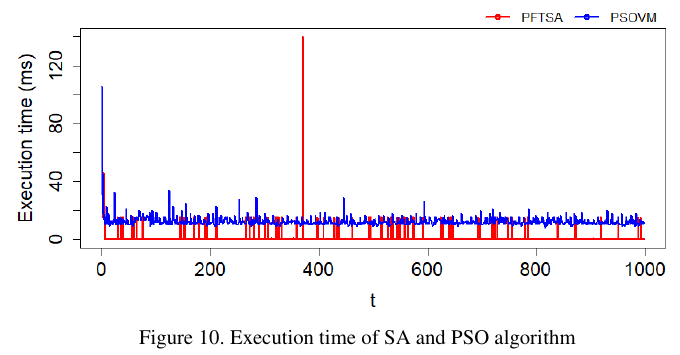 PFTSA PSOVM
Execution time (ms)
120
80
40
0
0 200 400 600 800 1000
t
Figure 10. Execution time of SA and PSO algorithm